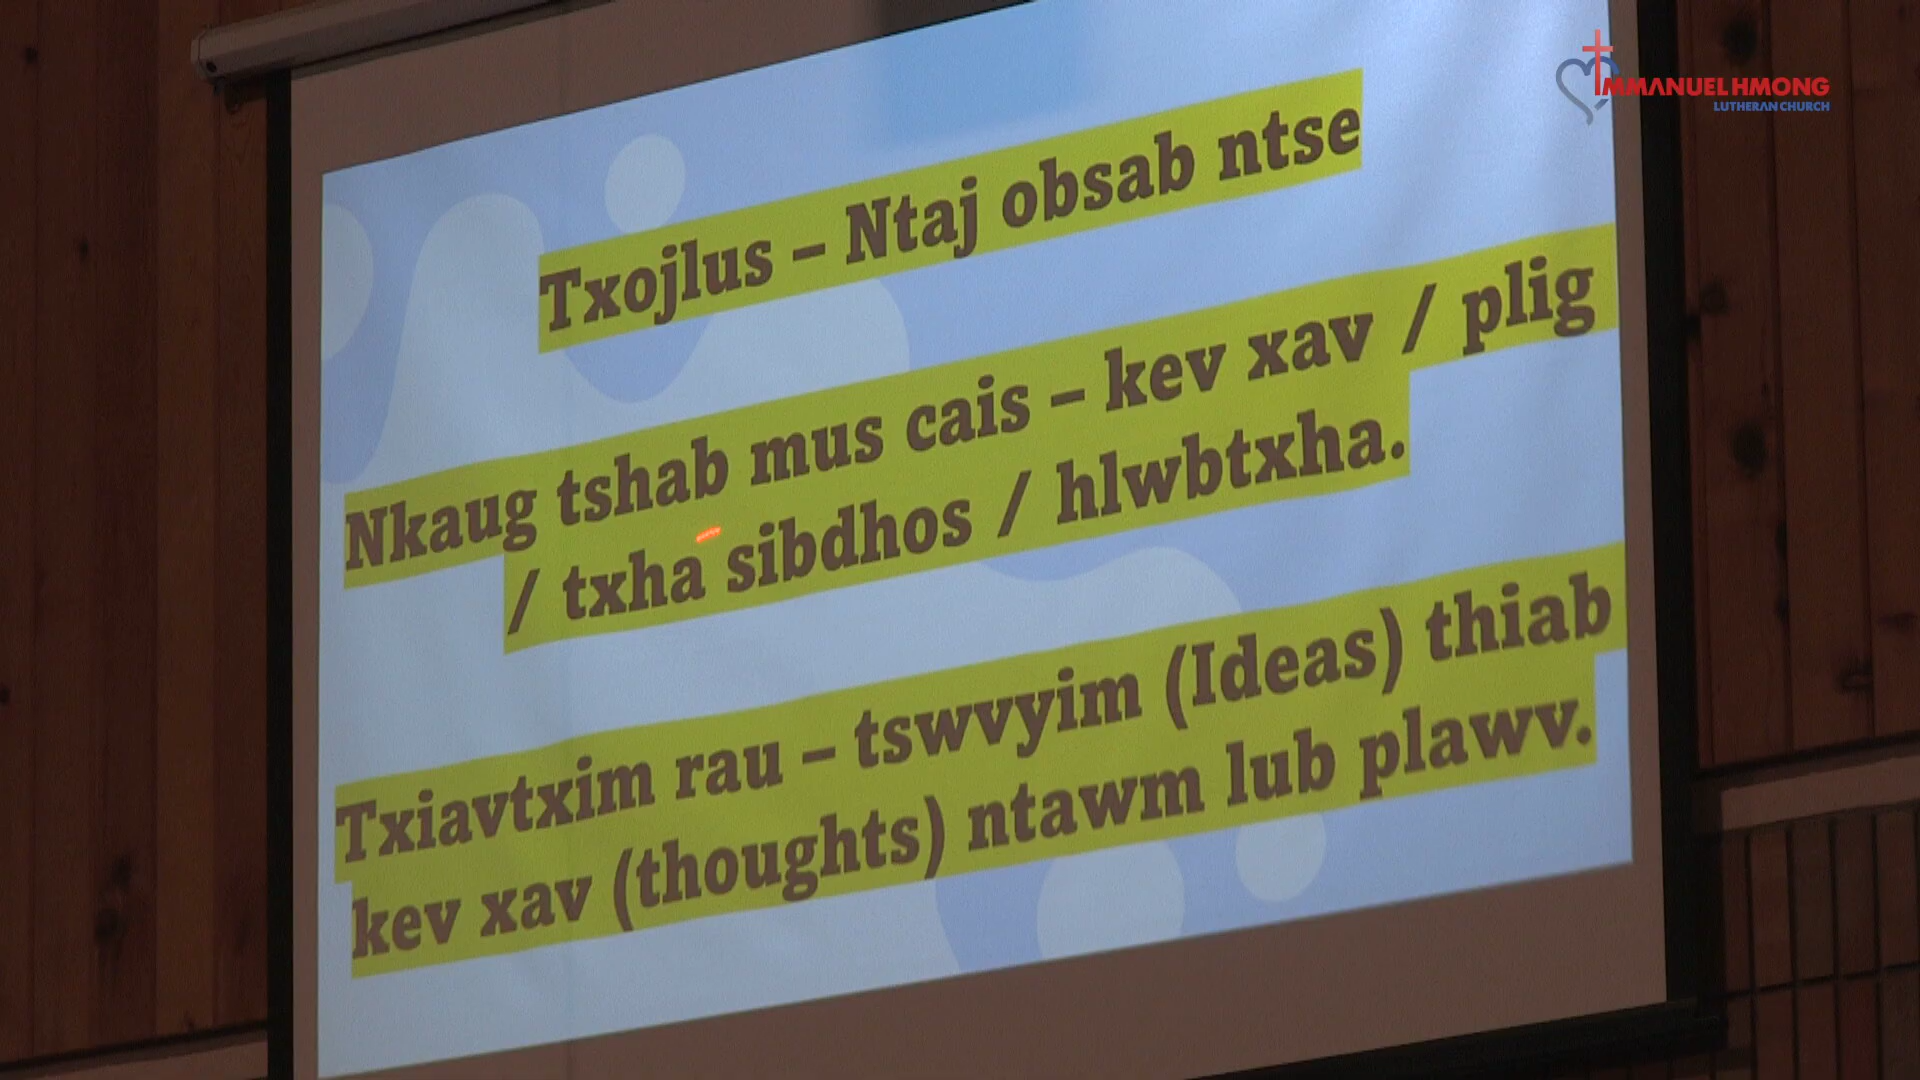 IMMANUEL HMONG
LUTHERAN CHURCH
Txojlus – Ntaj obsab ntse
Nkaug tshab mus cais – kev xav / plig
/ txha sibdhos / hlwbtxha.
Txiavtxim rau – tswvyim (Ideas) thiab
kev xav (thoughts) ntawm lub plawv.